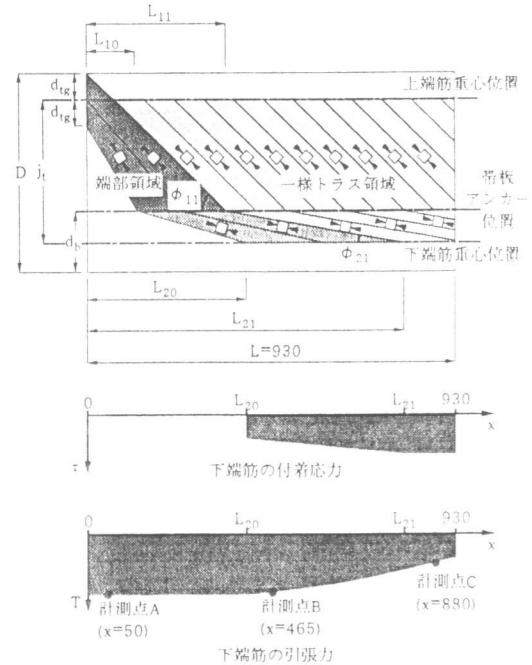 L₁₁
L₁₀
d_tg
上端筋重心位置
d_tg
D
j_t
端部領域
一様トラス領域
帯板
アンカー
位置
φ₁₁
d_b
φ₂₁
下端筋重心位置
L₂₀
L₂₁
L=930
0
L₂₀
L₂₁
930
x
τ
下端筋の付着応力
0
L₂₀
L₂₁
930
x
T
計測点A
(x=50)
計測点B
(x=465)
計測点C
(x=880)
下端筋の引張力